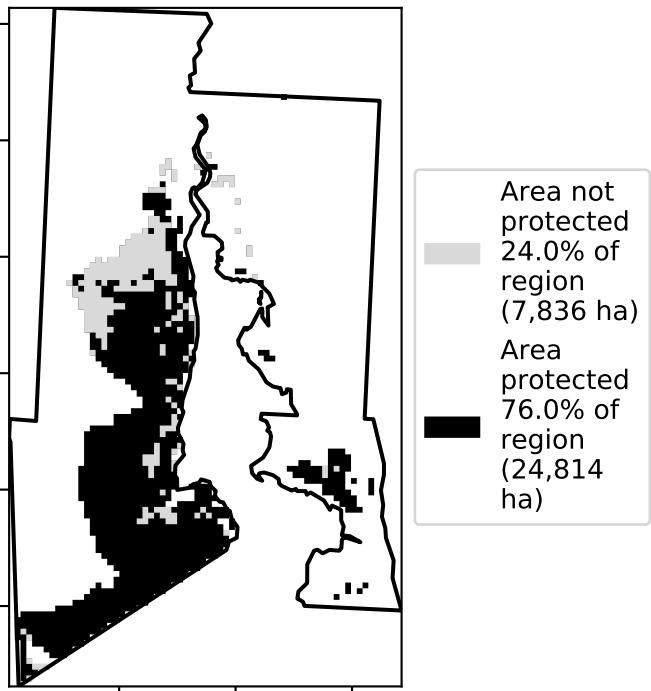 Area not
protected
24.0% of
region
(7,836 ha)
Area
protected
76.0% of
region
(24,814
ha)